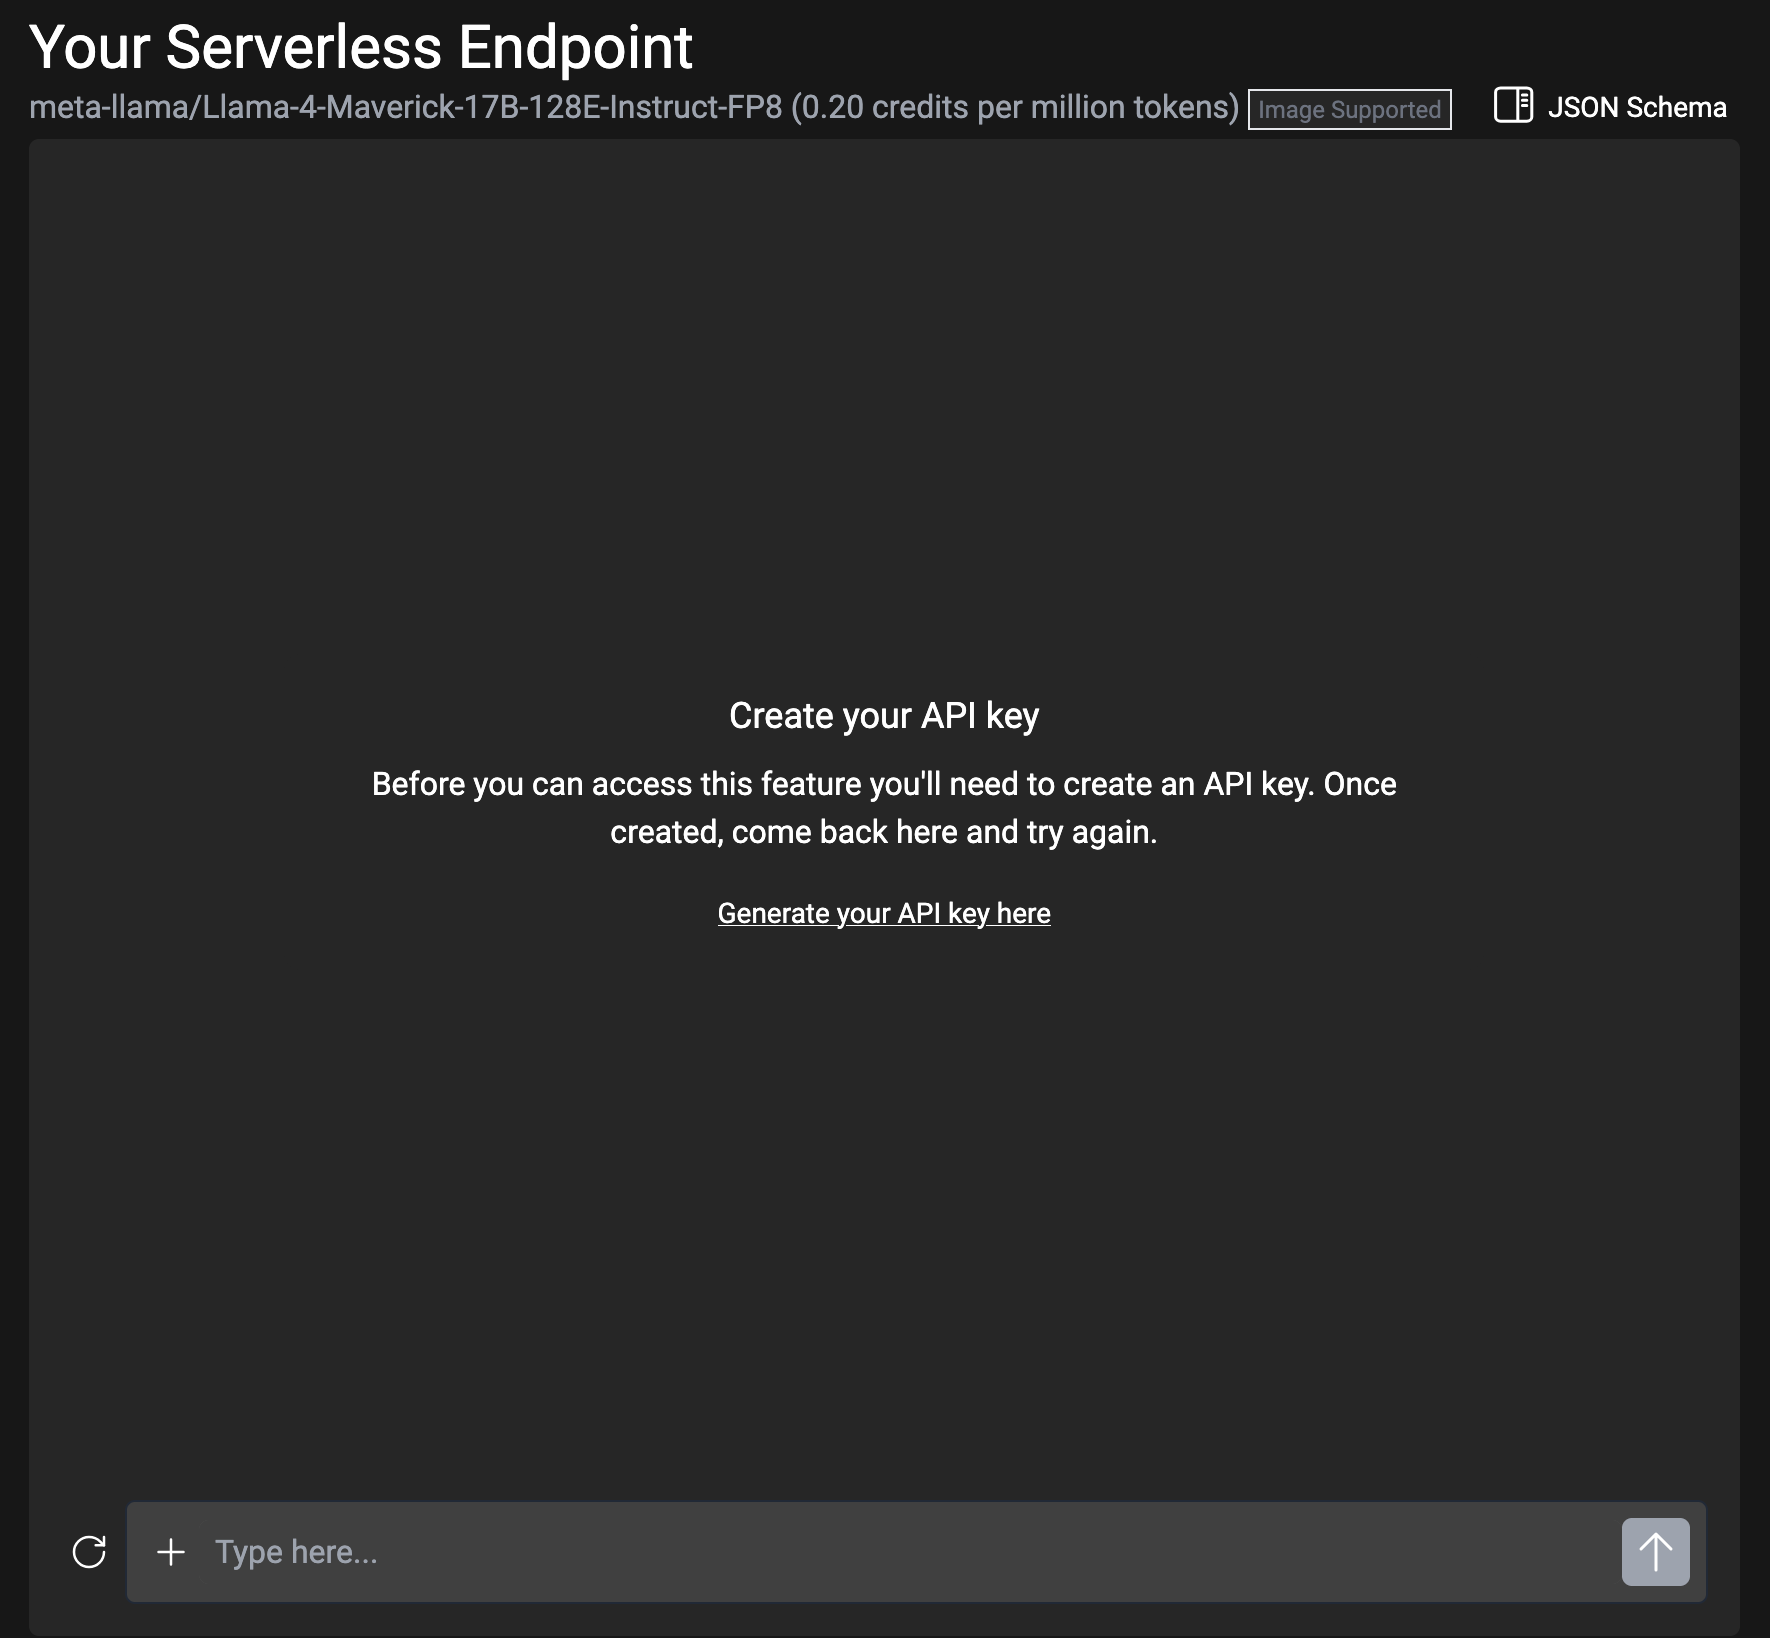 Your Serverless Endpoint
meta-llama/Llama-4-Maverick-17B-128E-Instruct-FP8 (0.20 credits per million tokens) Image Supported JSON Schema
Create your API key
Before you can access this feature you'll need to create an API key. Once
created, come back here and try again.
Generate your API key here
Type here...